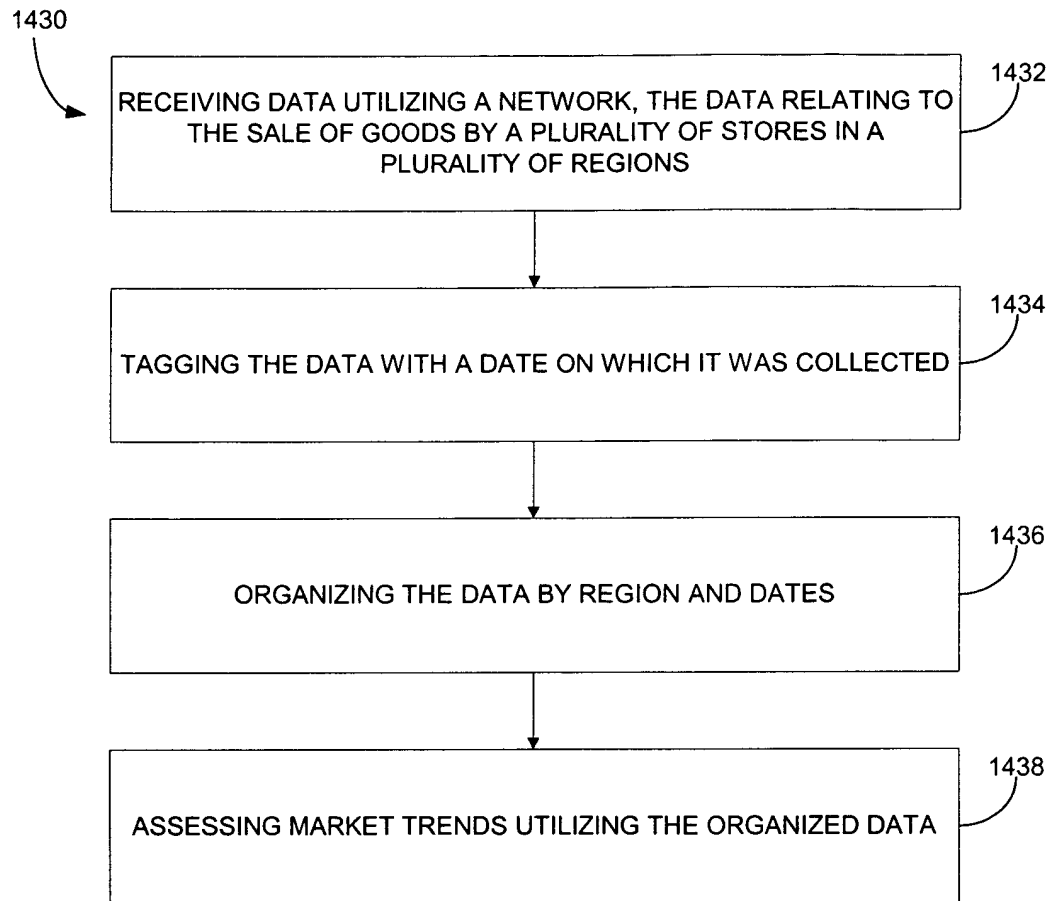 1430
1432
RECEIVING DATA UTILIZING A NETWORK, THE DATA RELATING TO
THE SALE OF GOODS BY A PLURALITY OF STORES IN A
PLURALITY OF REGIONS
1434
TAGGING THE DATA WITH A DATE ON WHICH IT WAS COLLECTED
1436
ORGANIZING THE DATA BY REGION AND DATES
1438
ASSESSING MARKET TRENDS UTILIZING THE ORGANIZED DATA